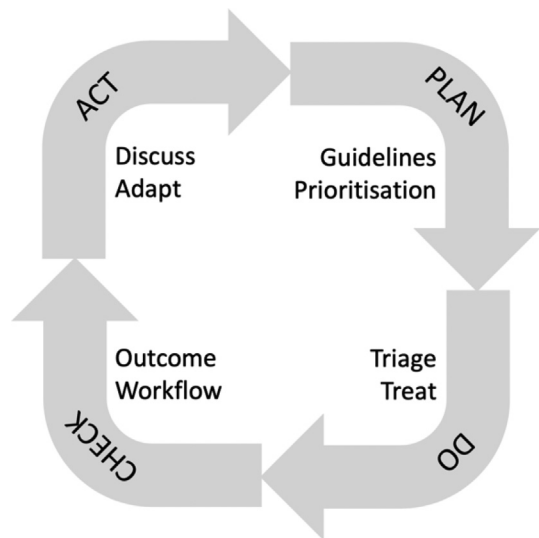 ACT
PLAN
Discuss
Adapt
Guidelines
Prioritisation
Outcome
Workflow
Triage
Treat
CHECK
DO